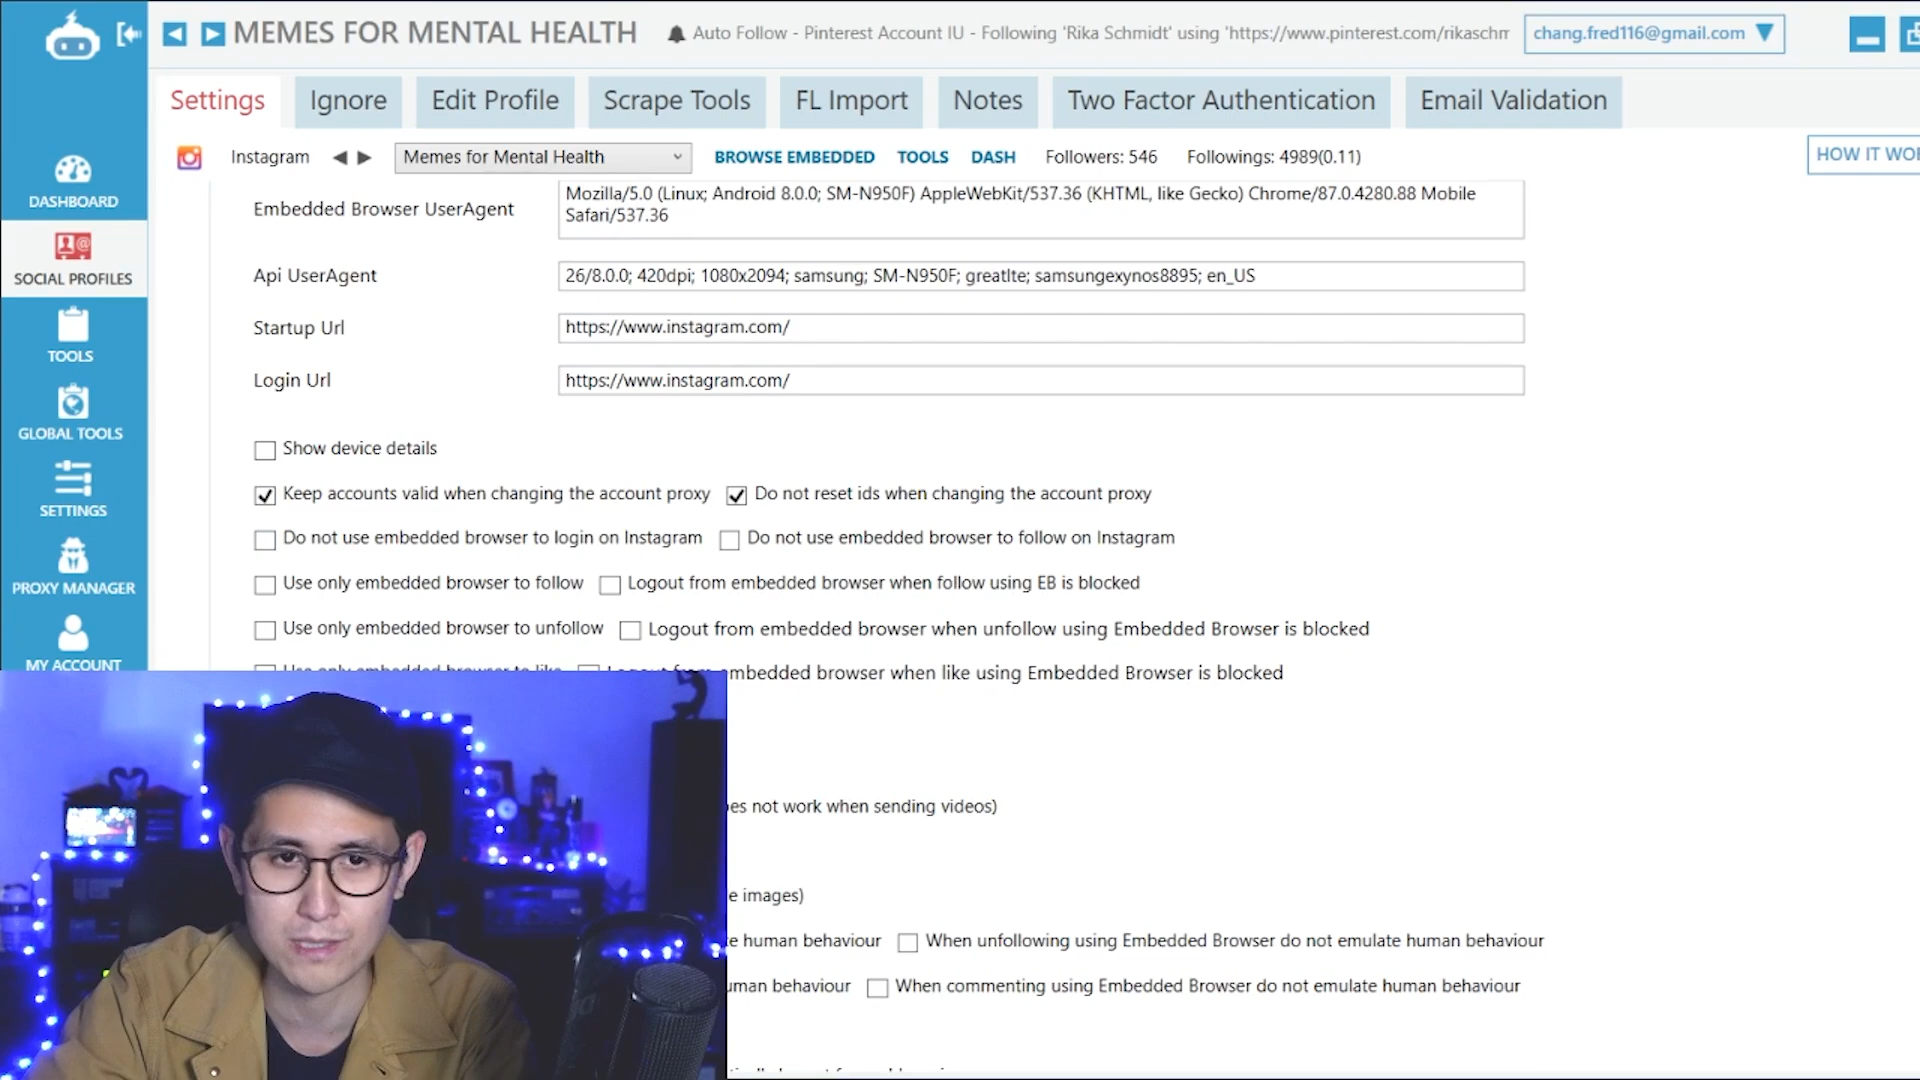 MEMES FOR MENTAL HEALTH
Auto Follow - Pinterest Account IU - Following 'Rika Schmidt' using 'https://www.pinterest.com/rikaschm
chang.fred116@gmail.com
Settings
Ignore
Edit Profile
Scrape Tools
FL Import
Notes
Two Factor Authentication
Email Validation
Instagram
Memes for Mental Health
BROWSE EMBEDDED
TOOLS
DASH
Followers: 546
Followings: 4989(0.11)
HOW IT WO
DASHBOARD
SOCIAL PROFILES
TOOLS
GLOBAL TOOLS
SETTINGS
PROXY MANAGER
MY ACCOUNT
Embedded Browser UserAgent
Mozilla/5.0 (Linux; Android 8.0.0; SM-N950F) AppleWebKit/537.36 (KHTML, like Gecko) Chrome/87.0.4280.88 Mobile
Safari/537.36
Api UserAgent
26/8.0.0; 420dpi; 1080x2094; samsung; SM-N950F; greatlte; samsungexynos8895; en_US
Startup Url
https://www.instagram.com/
Login Url
https://www.instagram.com/
Show device details
Keep accounts valid when changing the account proxy
Do not reset ids when changing the account proxy
Do not use embedded browser to login on Instagram
Do not use embedded browser to follow on Instagram
Use only embedded browser to follow
Logout from embedded browser when follow using EB is blocked
Use only embedded browser to unfollow
Logout from embedded browser when unfollow using Embedded Browser is blocked
Use only embedded browser to like
Logout from embedded browser when like using Embedded Browser is blocked
es not work when sending videos)
e images)
e human behaviour
When unfollowing using Embedded Browser do not emulate human behaviour
uman behaviour
When commenting using Embedded Browser do not emulate human behaviour